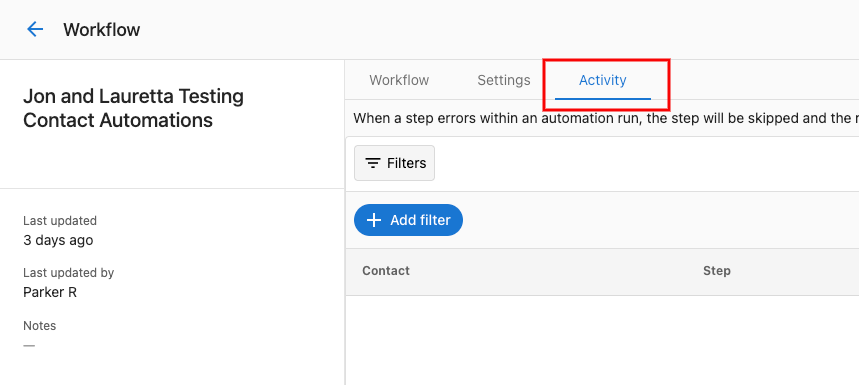 Workflow
Jon and Lauretta Testing
Contact Automations
Last updated
3 days ago
Last updated by
Parker R
Notes
—
Workflow Settings Activity
When a step errors within an automation run, the step will be skipped and the r
Filters
Add filter
Contact Step